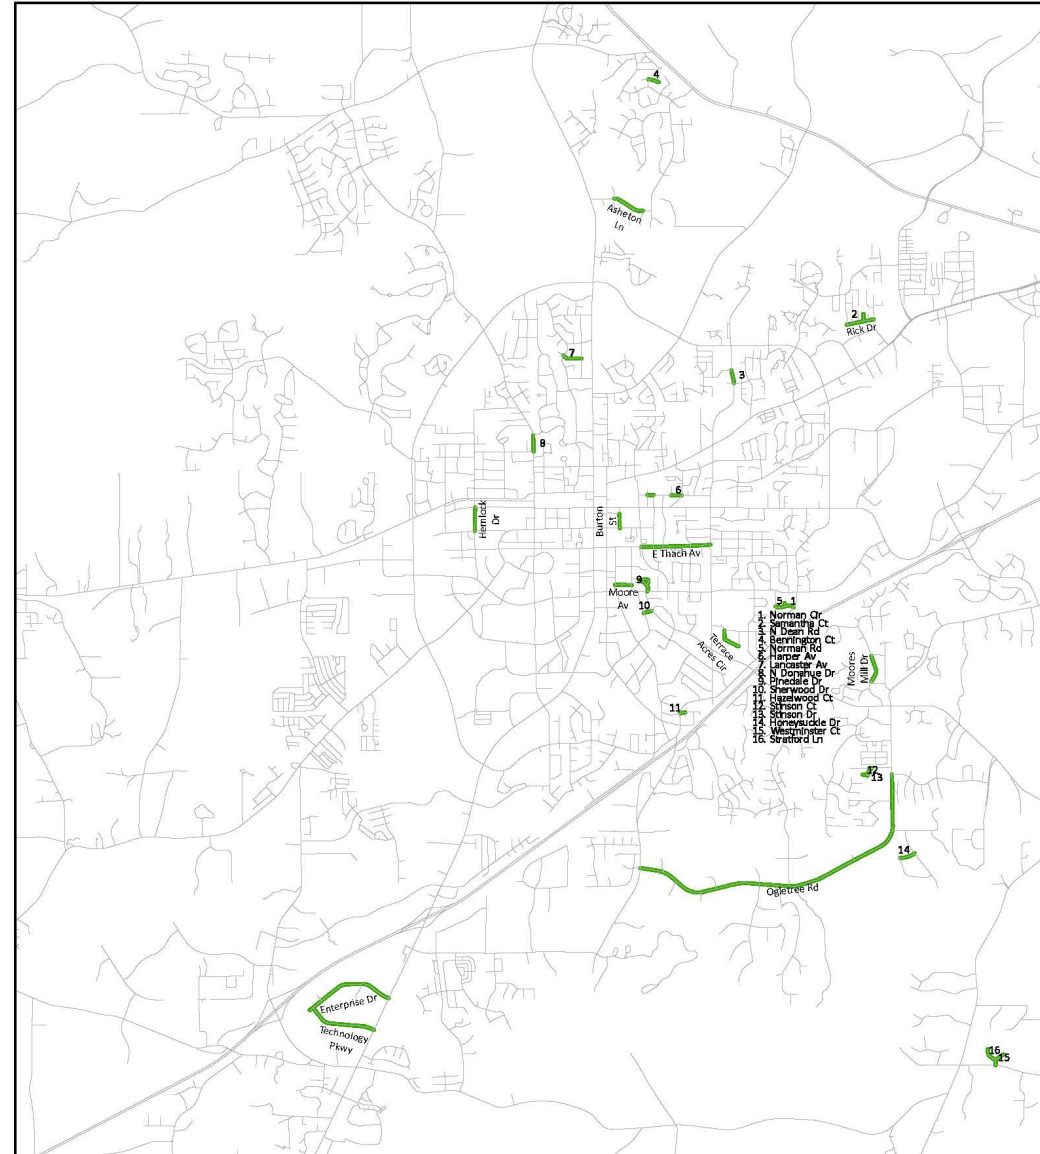 4
Asheton
Ln
2
Rick Dr
7
3
8
6
Hemlock
Dr
Burton
St
E Thach Av
9
Moore
Av
10
5 1
1. Norman Cir
2. Samantha Ct
3. N Dean Rd
4. Bennington Ct
5. Norman Rd
6. Harper Av
7. Lancaster Av
8. N Donahue Dr
9. Pinedale Dr
10. Sherwood Dr
11. Hazelwood Ct
12. Stinson Ct
13. Stinson Dr
14. Honeysuckle Dr
15. Westminster Ct
16. Stratford Ln
Terrace
Acres Cir
Moores
Mill Dr
11
12
13
14
Ogletree Rd
Enterprise Dr
Technology
Pkwy
16
15